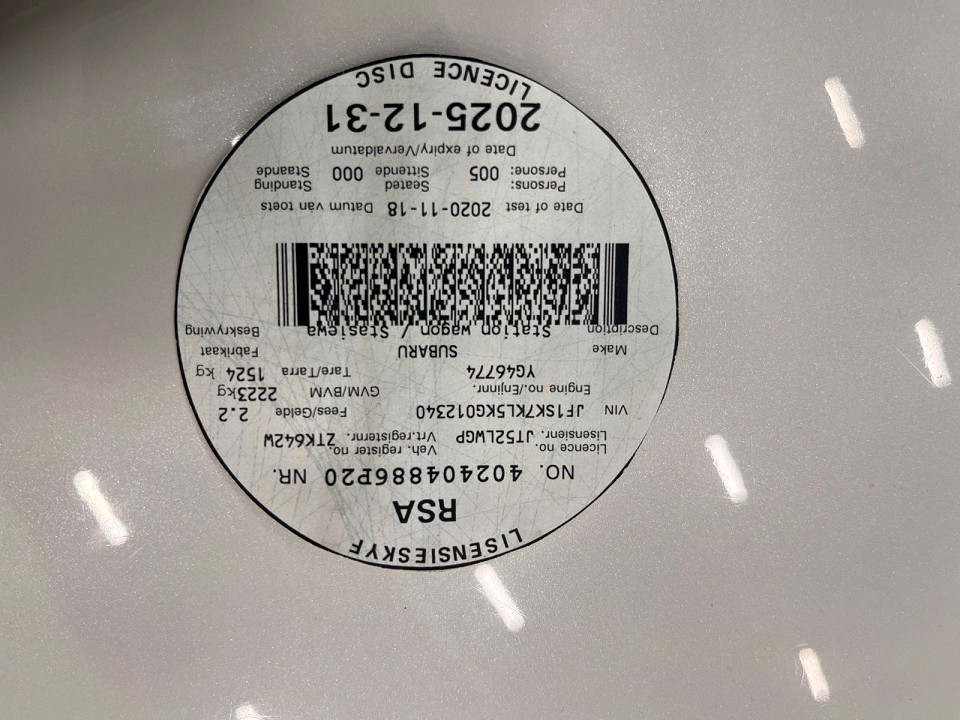 LISENSIESKYF
RSA
NO. 402404886P20 NR.
Licence no. Lisensienr. JT52LWGP Veh. register no. Vrt.registernr. ZTK642W
VIN JF1SK7KL5KG012340 Fees/Gelde 2.2
Engine no./Enjinnr. YG46774 GVM/BVM 2223kg
Tare/Tarra 1524 kg
Make SUBARU Fabrikaat
Description Station wagon / Stasiewa Beskrywing
Date of test 2020-11-18 Datum van toets
Persons: Seated Standing
Persone: 005 Sittende 000 Staande
Date of expiry/Vervaldatum
2025-12-31
LICENCE DISC